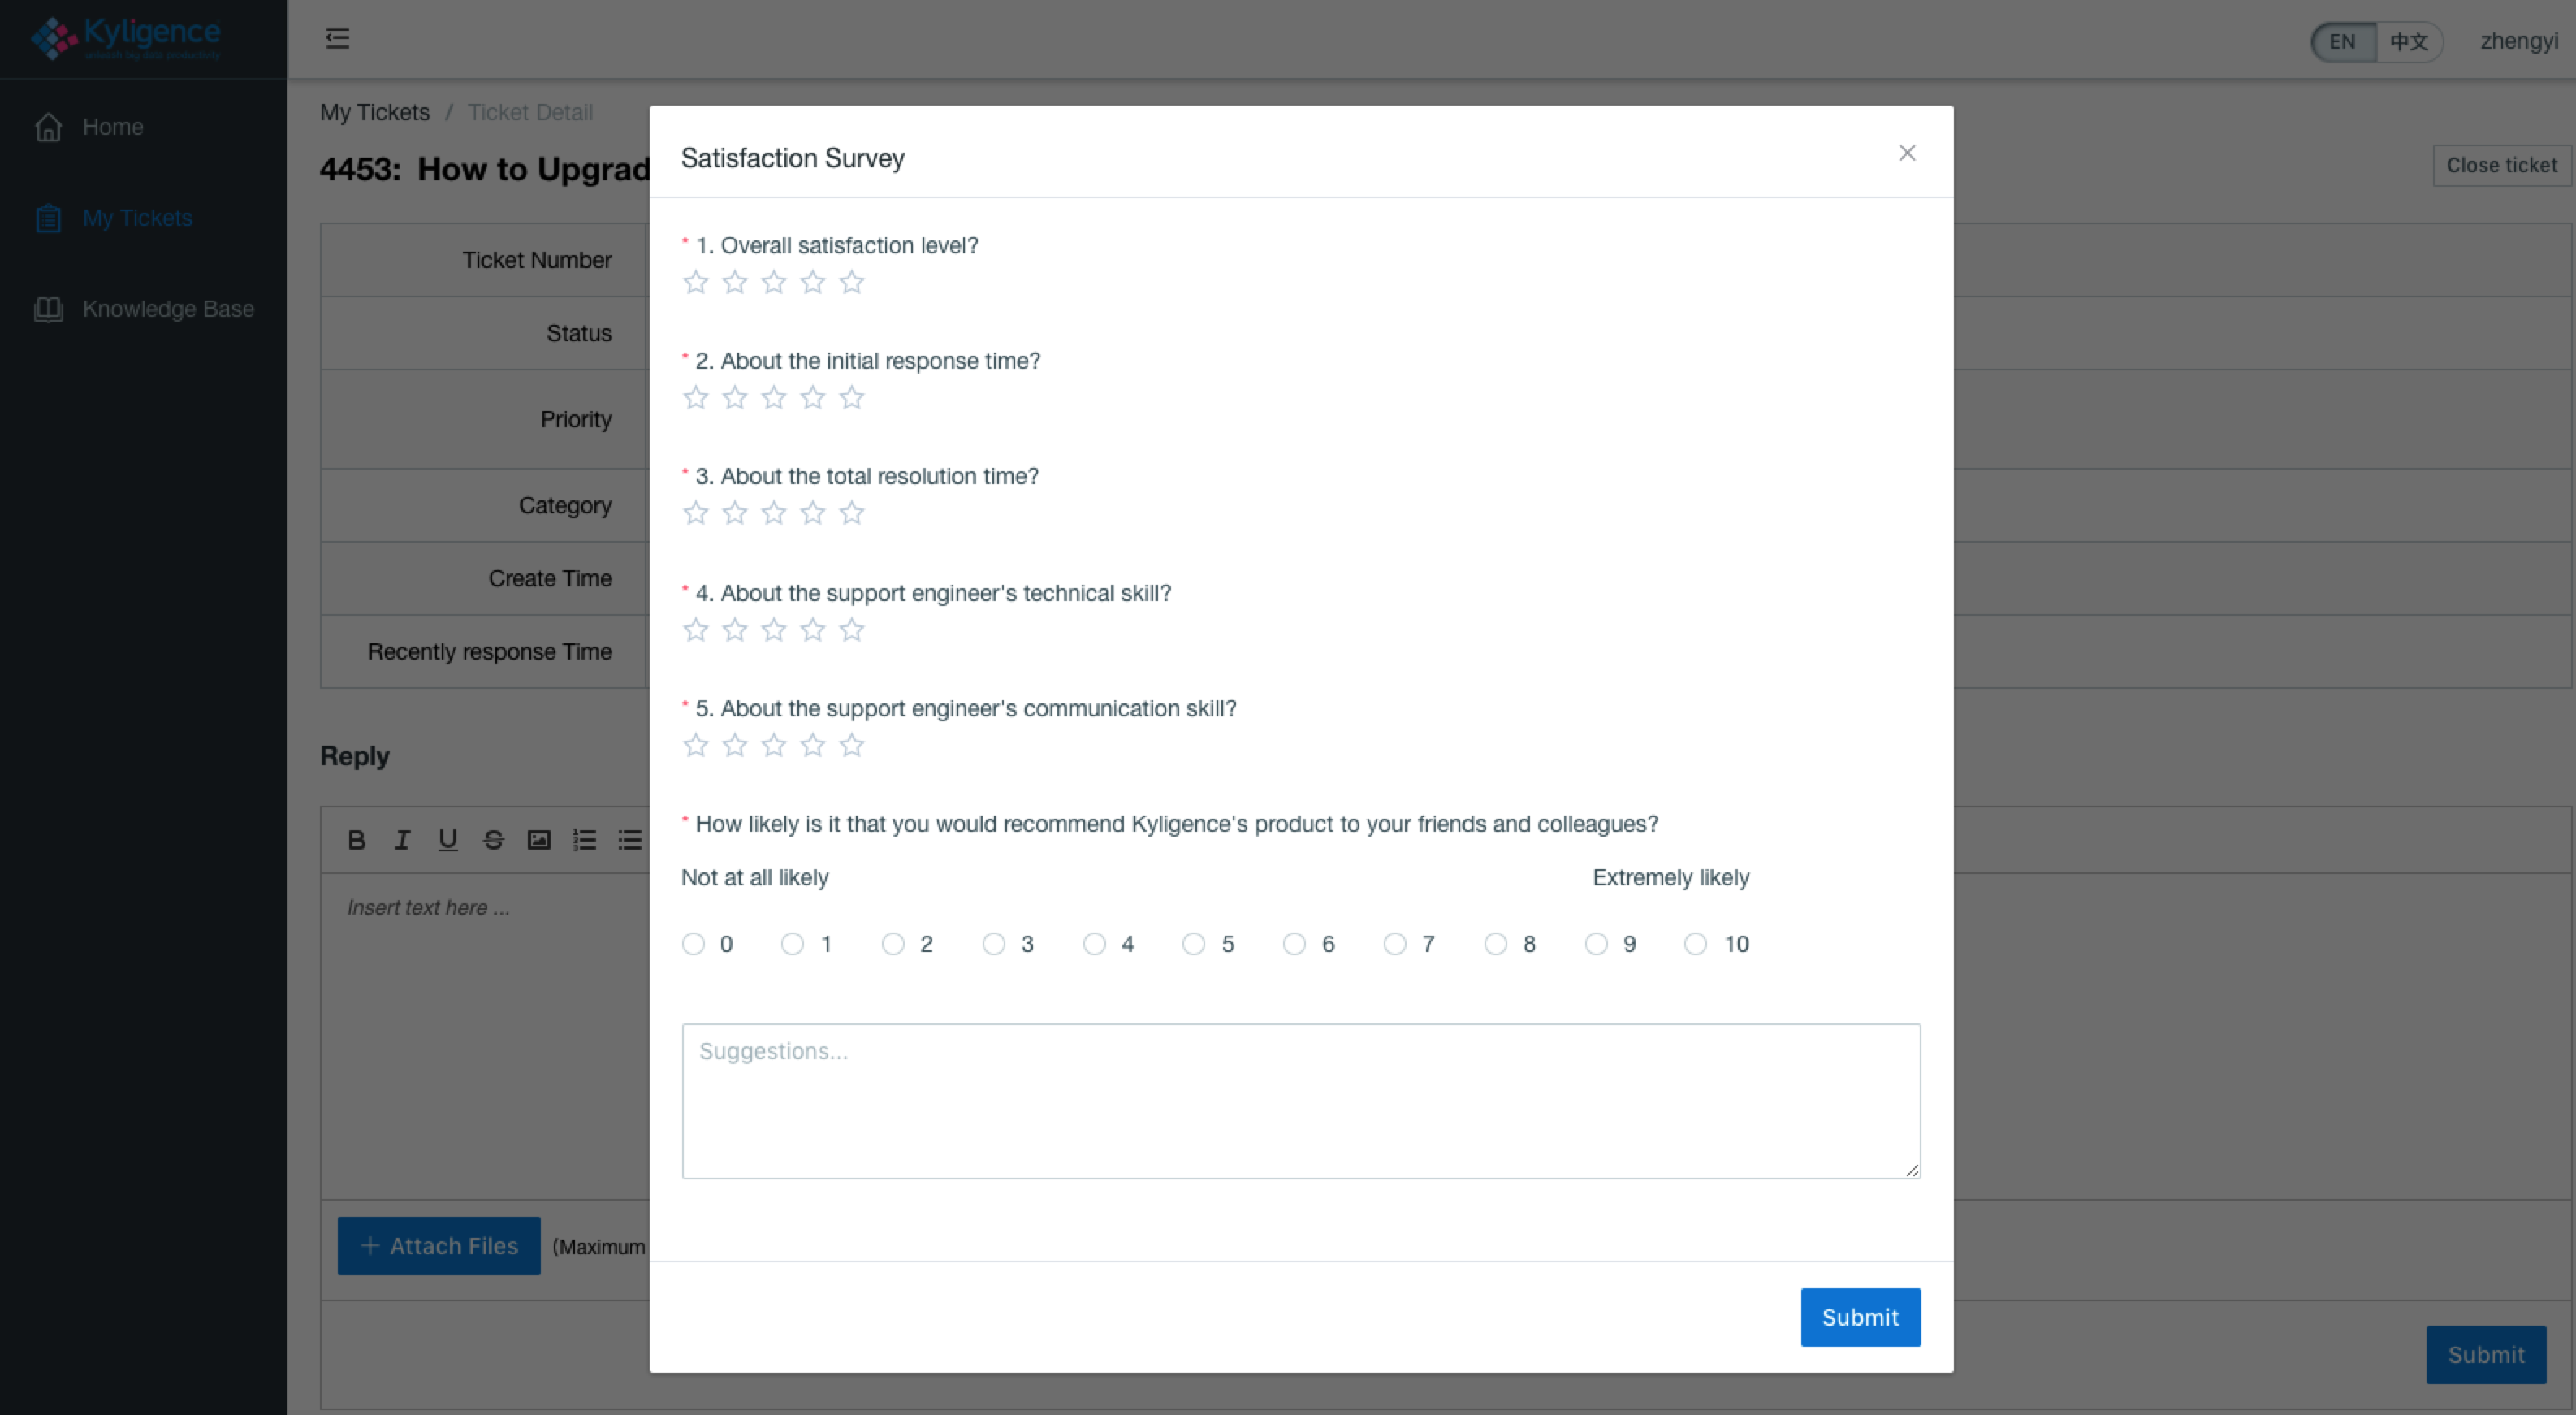 Kyligence
unleash big data productivity
EN 中文 zhengyi
Home
My Tickets
Knowledge Base
My Tickets / Ticket Detail
4453: How to Upgrad
Close ticket
Ticket Number
Status
Priority
Category
Create Time
Recently response Time
Reply
B I U S
Insert text here ...
+ Attach Files (Maximum
Submit
Satisfaction Survey
* 1. Overall satisfaction level?
* 2. About the initial response time?
* 3. About the total resolution time?
* 4. About the support engineer's technical skill?
* 5. About the support engineer's communication skill?
* How likely is it that you would recommend Kyligence's product to your friends and colleagues?
Not at all likely Extremely likely
0 1 2 3 4 5 6 7 8 9 10
Suggestions...
Submit